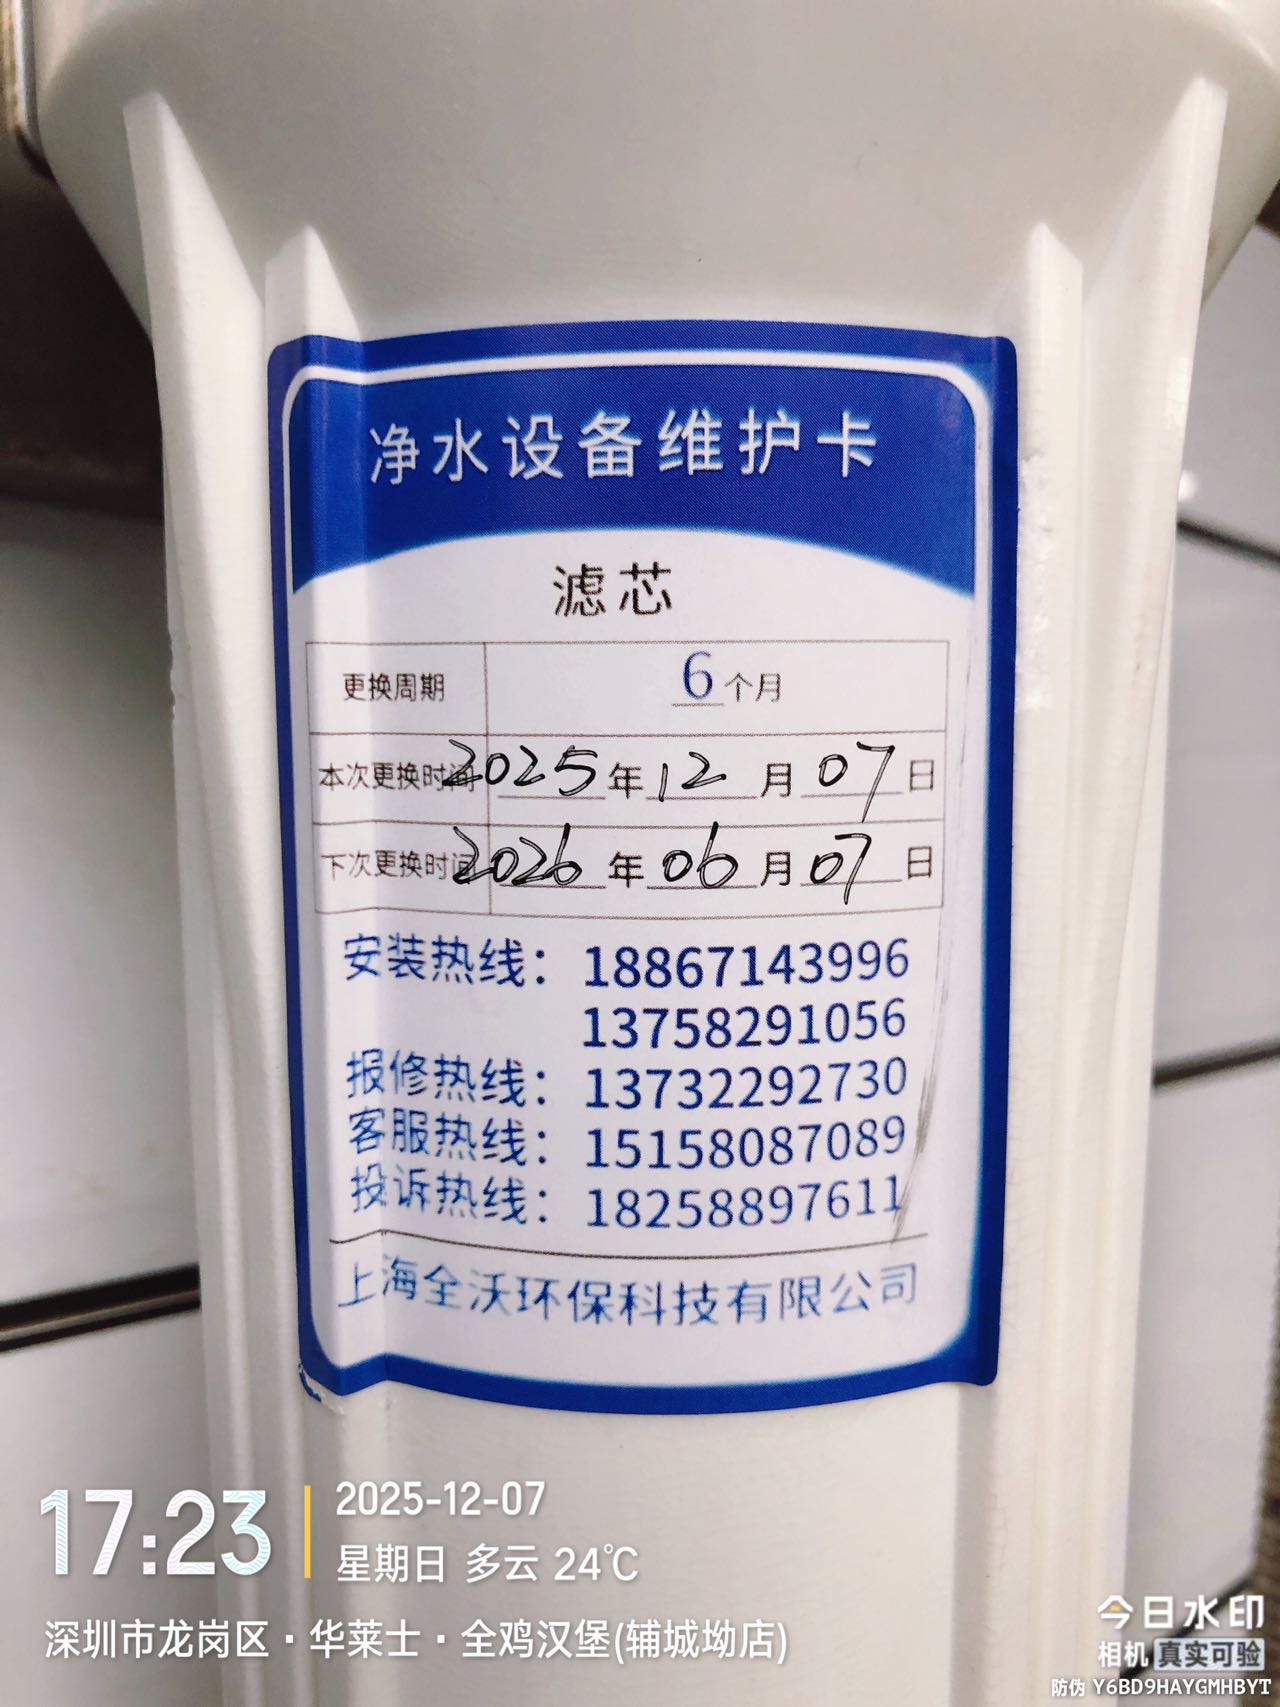 净水设备维护卡
滤芯
更换周期 6个月
本次更换时间 2025年12月07日
下次更换时间 2026年06月07日
安装热线：18867143996
13758291056
报修热线：13732292730
客服热线：15158087089
投诉热线：18258897611
上海全沃环保科技有限公司
17:23
2025-12-07
星期日 多云 24℃
深圳市龙岗区·华莱士·全鸡汉堡(辅城坳店)
今日水印
相机 真实可验
防伪 Y6BD9HAYGMHBYT